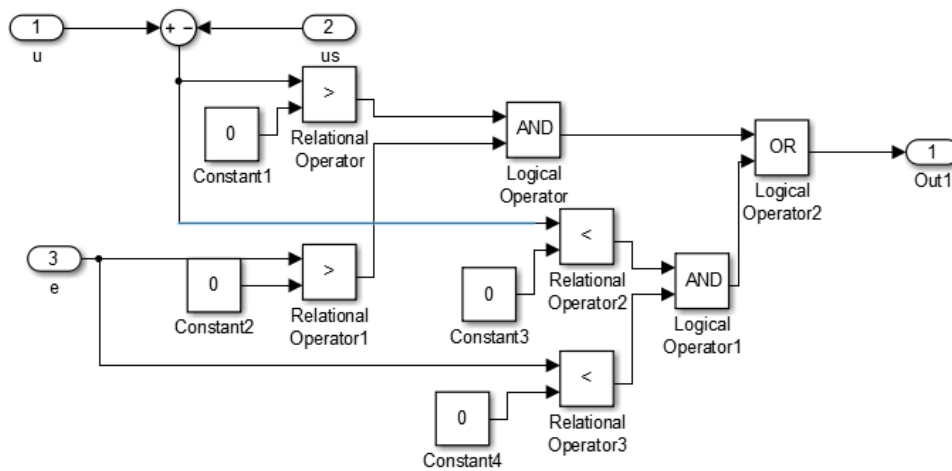 1
u
+ −
2
us
>
Relational
Operator
0
Constant1
AND
Logical
Operator
OR
Logical
Operator2
1
Out1
3
e
0
Constant2
>
Relational
Operator1
<
Relational
Operator2
0
Constant3
AND
Logical
Operator1
<
Relational
Operator3
0
Constant4